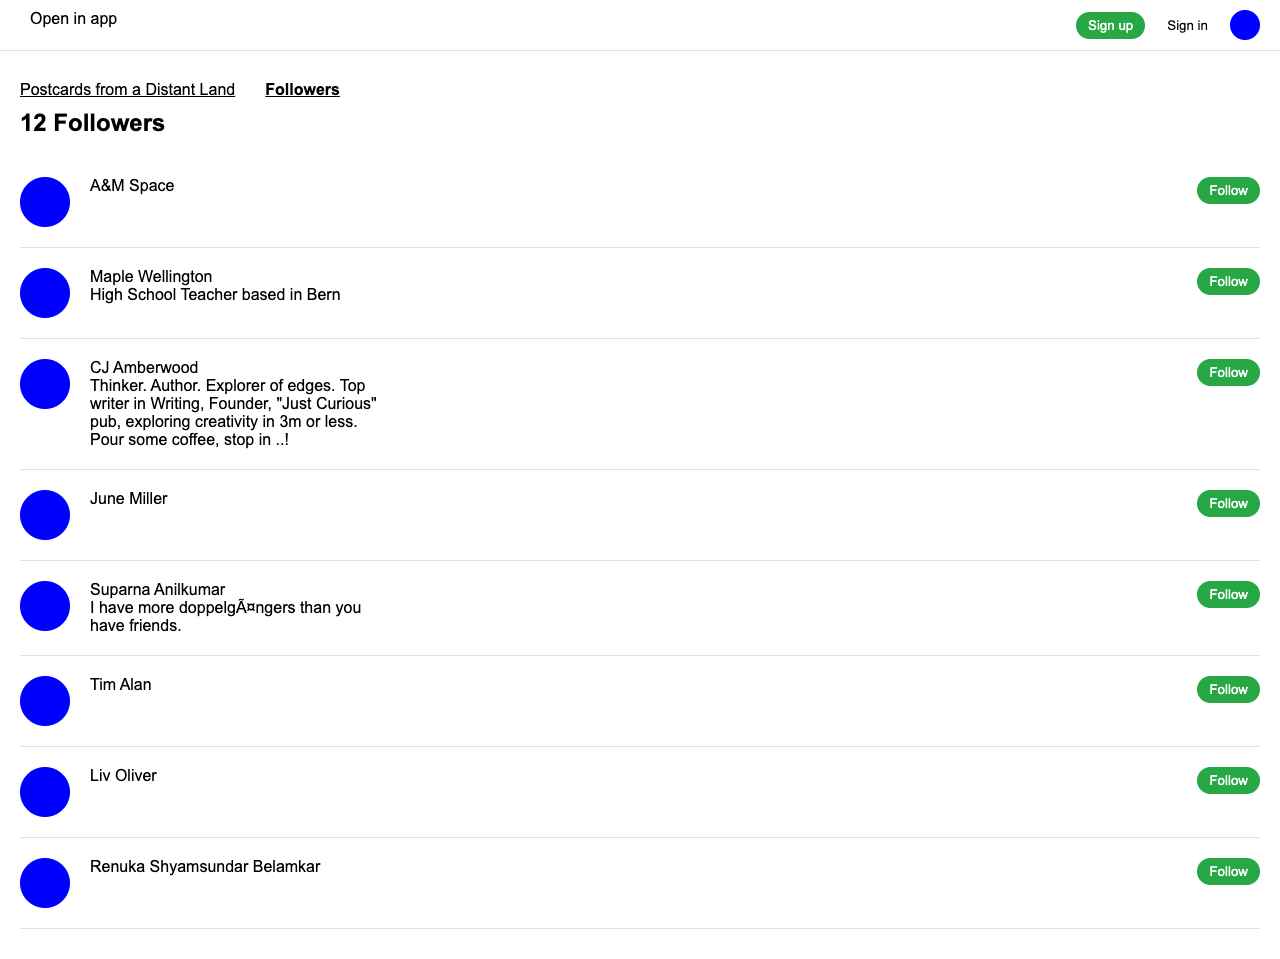 Open in app
Sign up
Sign in
Postcards from a Distant Land
Followers
12 Followers
A&M Space
Follow
Maple Wellington
High School Teacher based in Bern
Follow
CJ Amberwood
Thinker. Author. Explorer of edges. Top
writer in Writing, Founder, "Just Curious"
pub, exploring creativity in 3m or less.
Pour some coffee, stop in ..!
Follow
June Miller
Follow
Suparna Anilkumar
I have more doppelgÃ¤ngers than you
have friends.
Follow
Tim Alan
Follow
Liv Oliver
Follow
Renuka Shyamsundar Belamkar
Follow